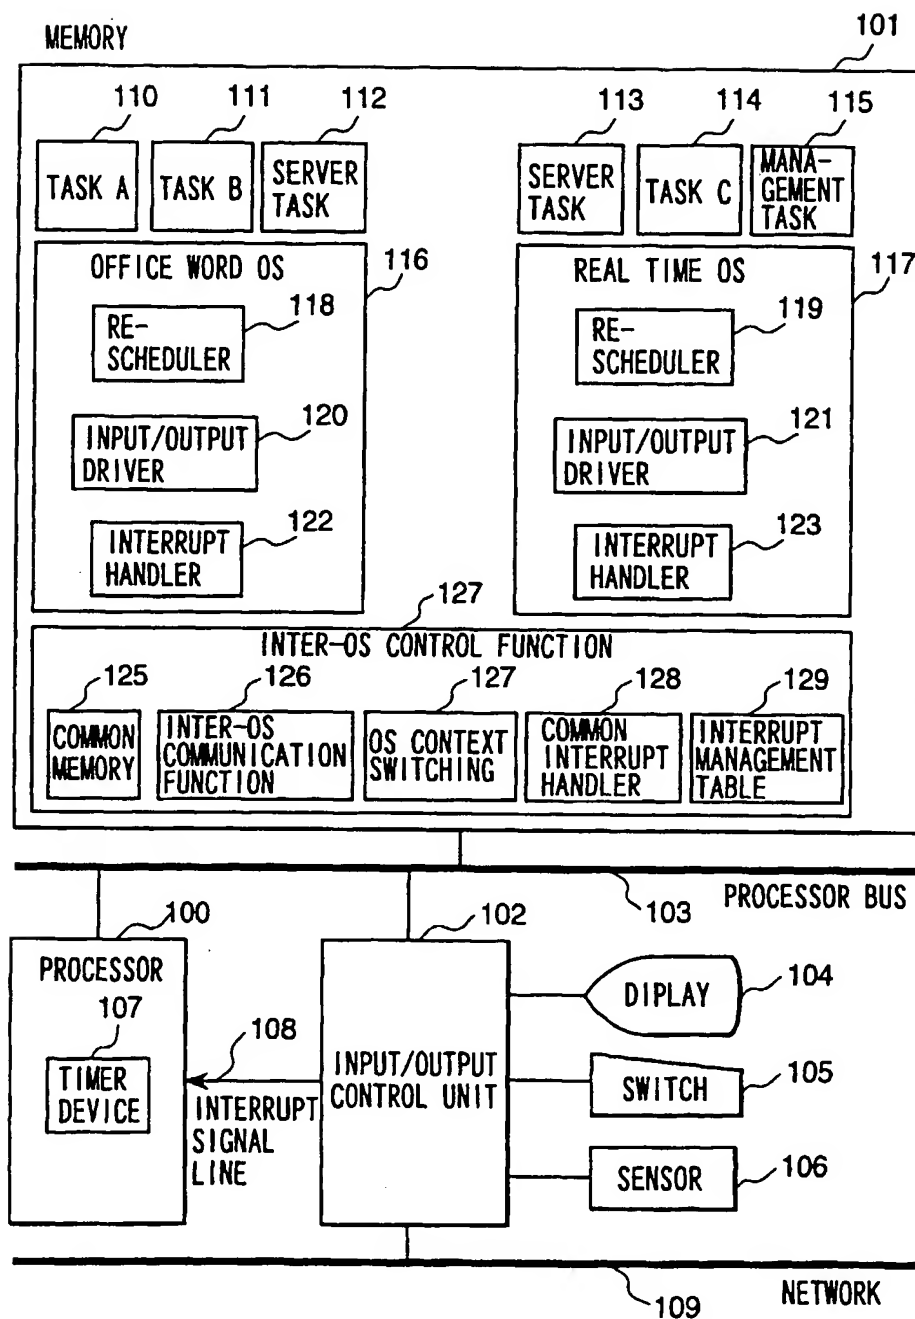 MEMORY
101
110
111
112
113
114
115
TASK A
TASK B
SERVER
TASK
SERVER
TASK
TASK C
MANA-
GEMENT
TASK
OFFICE WORD OS
116
REAL TIME OS
117
118
RE-
SCHEDULER
119
RE-
SCHEDULER
120
INPUT/OUTPUT
DRIVER
121
INPUT/OUTPUT
DRIVER
122
INTERRUPT
HANDLER
123
INTERRUPT
HANDLER
127
INTER-OS CONTROL FUNCTION
125
126
127
128
129
COMMON
MEMORY
INTER-OS
COMMUNICATION
FUNCTION
OS CONTEXT
SWITCHING
COMMON
INTERRUPT
HANDLER
INTERRUPT
MANAGEMENT
TABLE
103
PROCESSOR BUS
100
PROCESSOR
107
TIMER
DEVICE
108
INTERRUPT
SIGNAL
LINE
102
INPUT/OUTPUT
CONTROL UNIT
DIPLAY
104
SWITCH
105
SENSOR
106
109
NETWORK